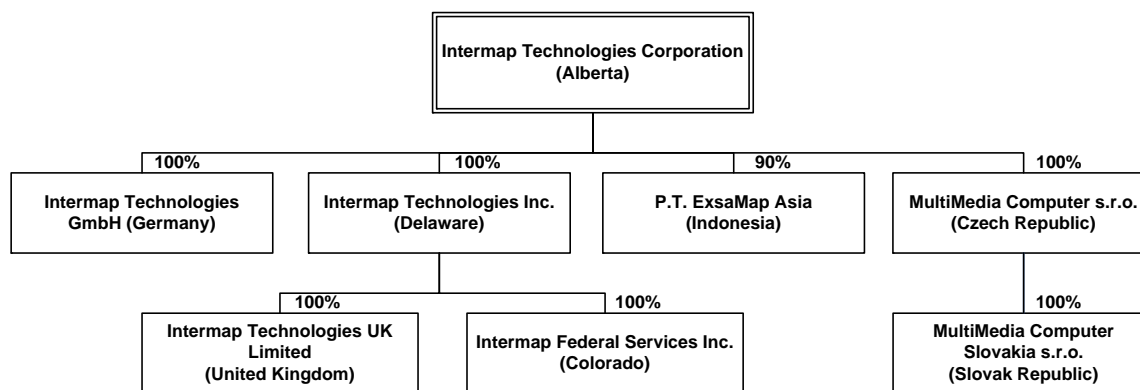 Intermap Technologies Corporation
(Alberta)
100%
100%
90%
100%
Intermap Technologies
GmbH (Germany)
Intermap Technologies Inc.
(Delaware)
P.T. ExsaMap Asia
(Indonesia)
MultiMedia Computer s.r.o.
(Czech Republic)
100%
100%
100%
Intermap Technologies UK
Limited
(United Kingdom)
Intermap Federal Services Inc.
(Colorado)
MultiMedia Computer
Slovakia s.r.o.
(Slovak Republic)